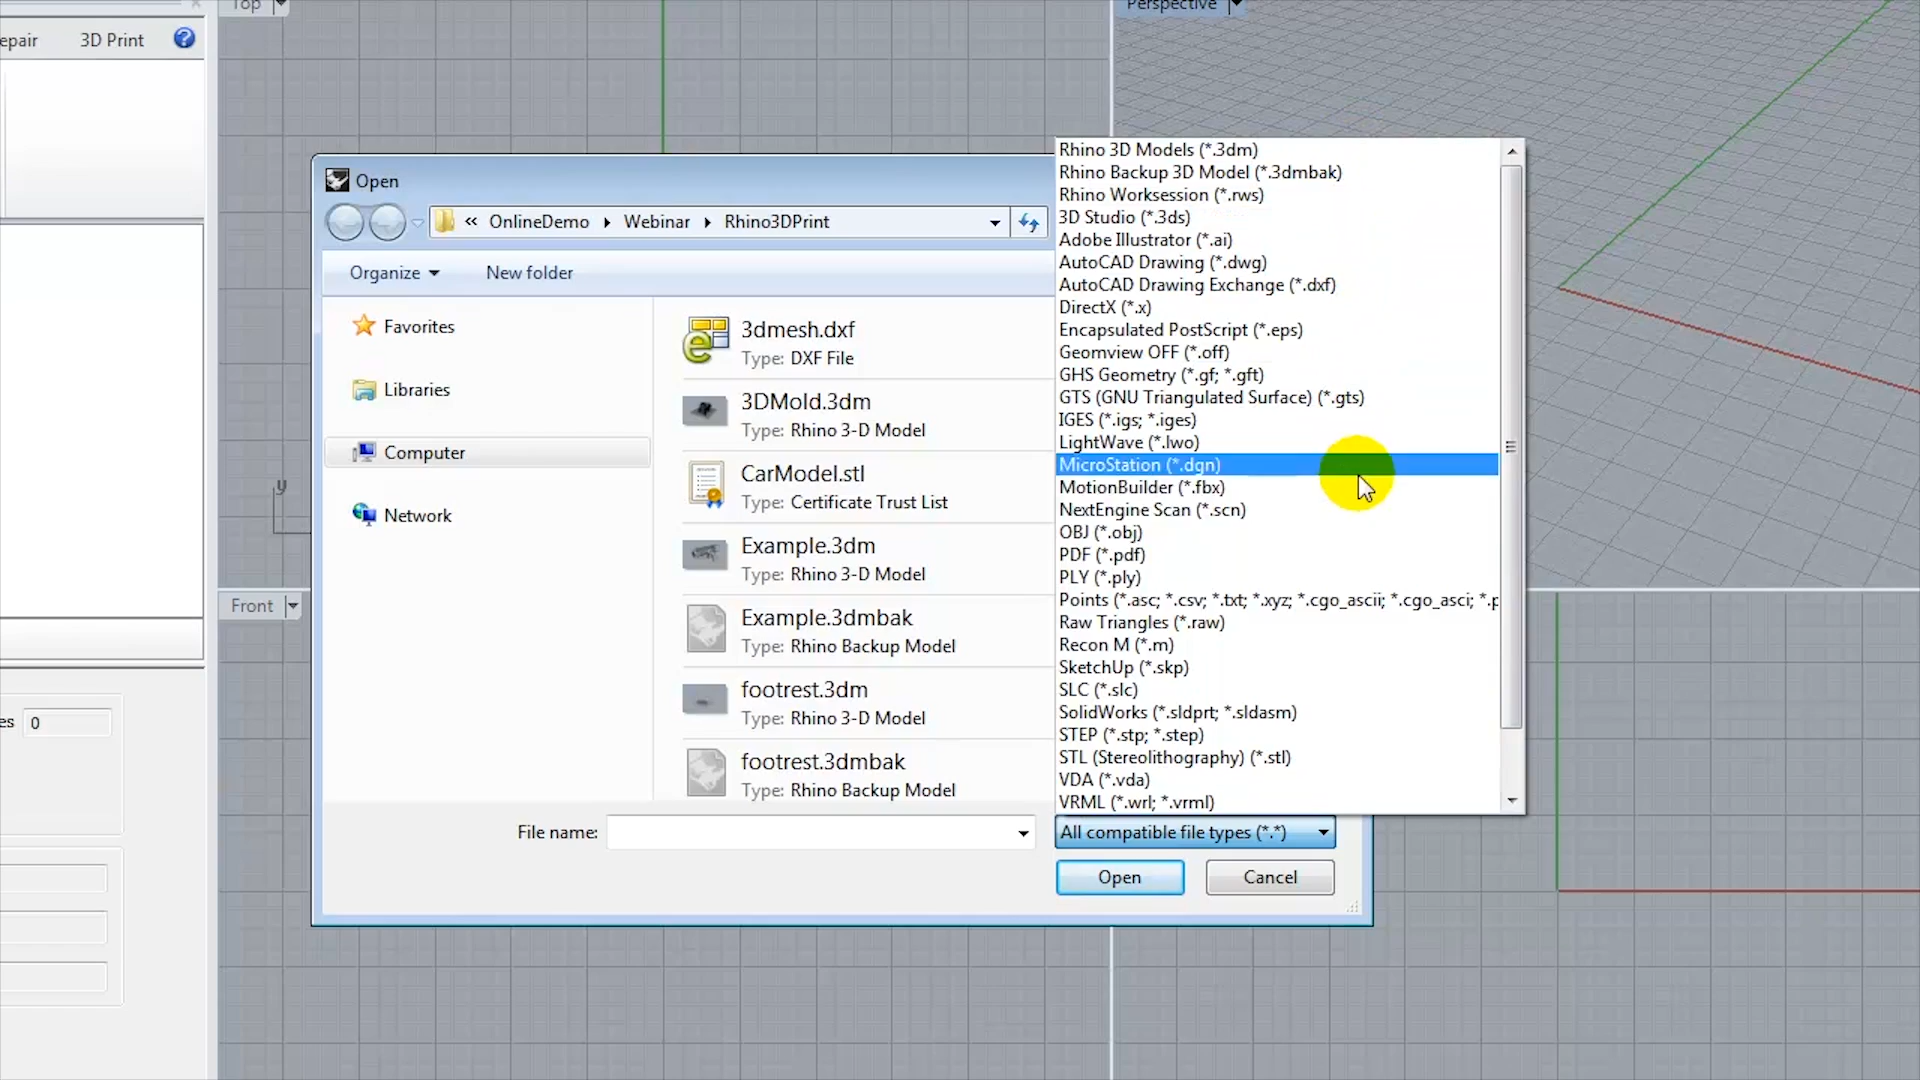 Top
Perspective
epair
3D Print
Open
« OnlineDemo Webinar Rhino3DPrint
Organize
New folder
Favorites
Libraries
Computer
Network
3dmesh.dxf
Type: DXF File
3DMold.3dm
Type: Rhino 3-D Model
CarModel.stl
Type: Certificate Trust List
Example.3dm
Type: Rhino 3-D Model
Example.3dmbak
Type: Rhino Backup Model
footrest.3dm
Type: Rhino 3-D Model
footrest.3dmbak
Type: Rhino Backup Model
Rhino 3D Models (*.3dm)
Rhino Backup 3D Model (*.3dmbak)
Rhino Worksession (*.rws)
3D Studio (*.3ds)
Adobe Illustrator (*.ai)
AutoCAD Drawing (*.dwg)
AutoCAD Drawing Exchange (*.dxf)
DirectX (*.x)
Encapsulated PostScript (*.eps)
Geomview OFF (*.off)
GHS Geometry (*.gf; *.gft)
GTS (GNU Triangulated Surface) (*.gts)
IGES (*.igs; *.iges)
LightWave (*.lwo)
MicroStation (*.dgn)
MotionBuilder (*.fbx)
NextEngine Scan (*.scn)
OBJ (*.obj)
PDF (*.pdf)
PLY (*.ply)
Points (*.asc; *.csv; *.txt; *.xyz; *.cgo_ascii; *.cgo_asci; *.p
Raw Triangles (*.raw)
Recon M (*.m)
SketchUp (*.skp)
SLC (*.slc)
SolidWorks (*.sldprt; *.sldasm)
STEP (*.stp; *.step)
STL (Stereolithography) (*.stl)
VDA (*.vda)
VRML (*.wrl; *.vrml)
File name:
All compatible file types (*.*)
Open
Cancel
y
Front
es 0